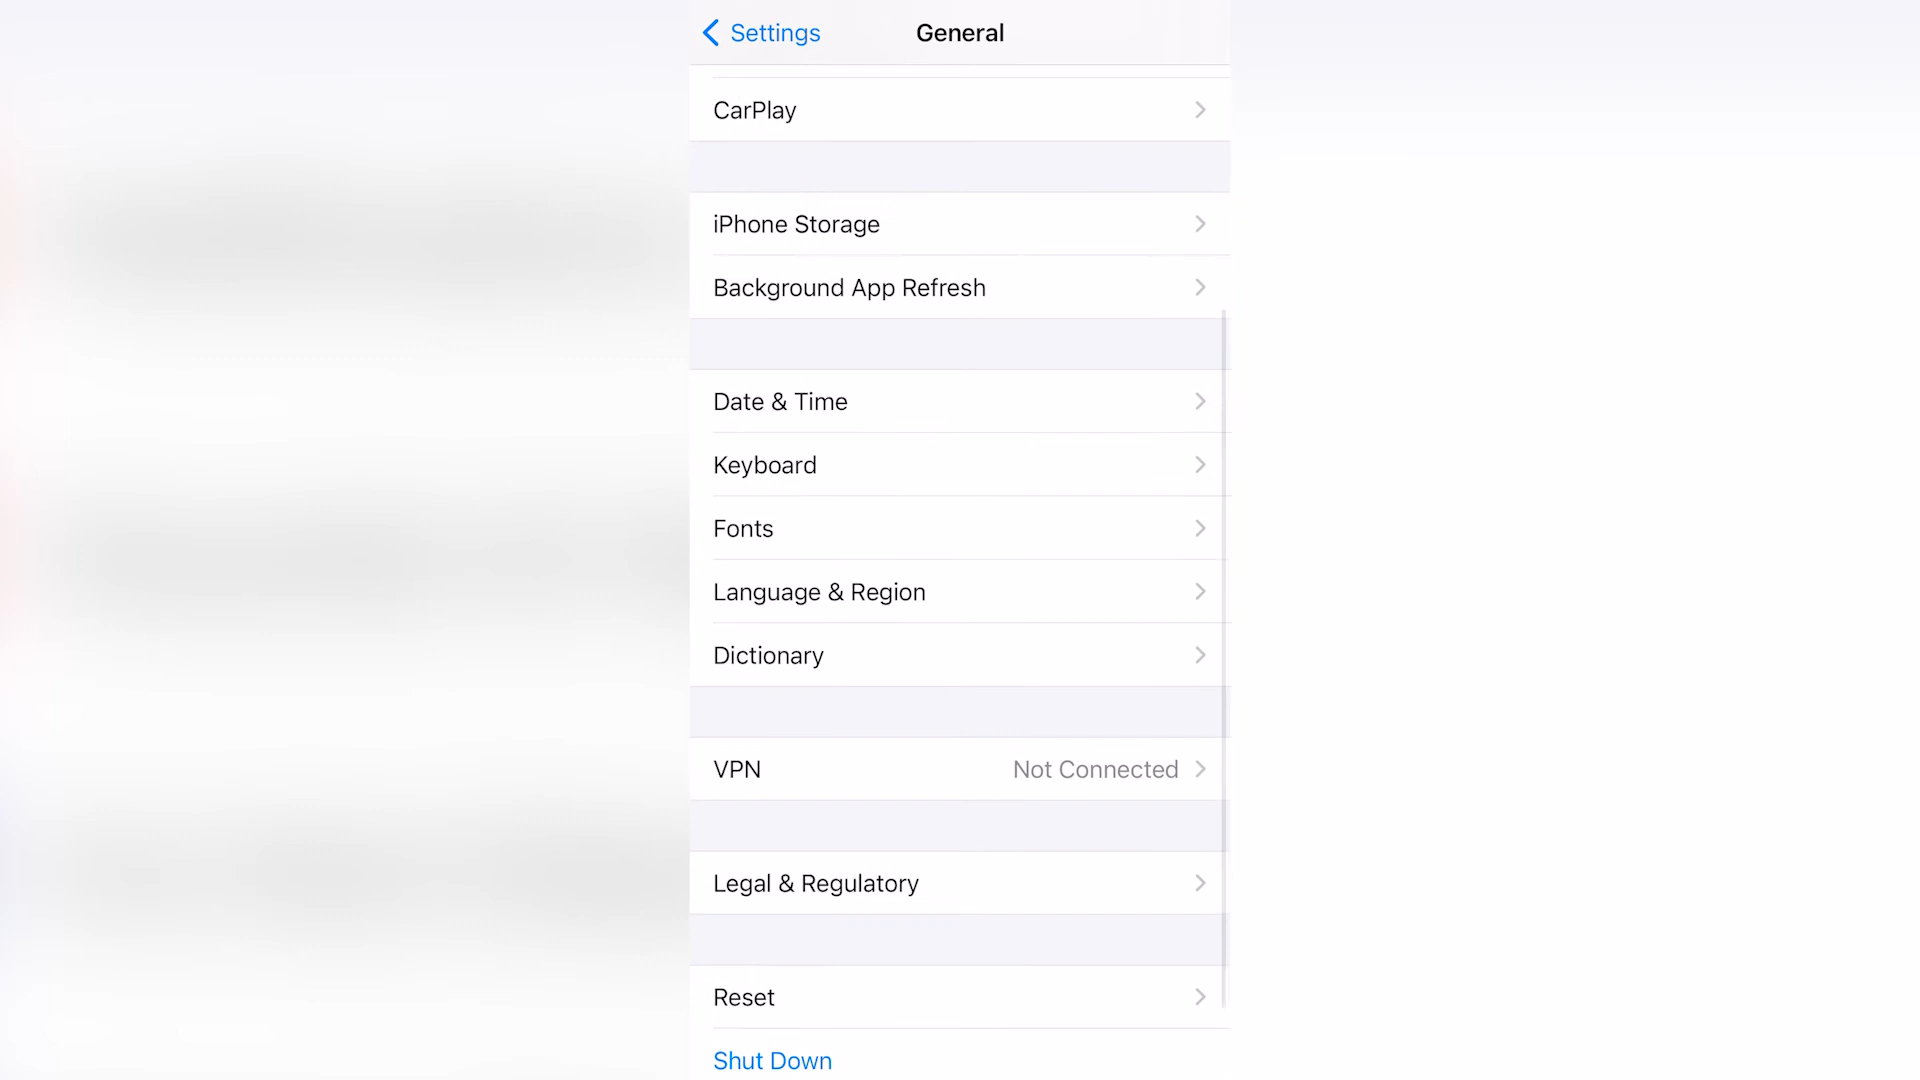 Settings
General
CarPlay
iPhone Storage
Background App Refresh
Date & Time
Keyboard
Fonts
Language & Region
Dictionary
VPN Not Connected
Legal & Regulatory
Reset
Shut Down